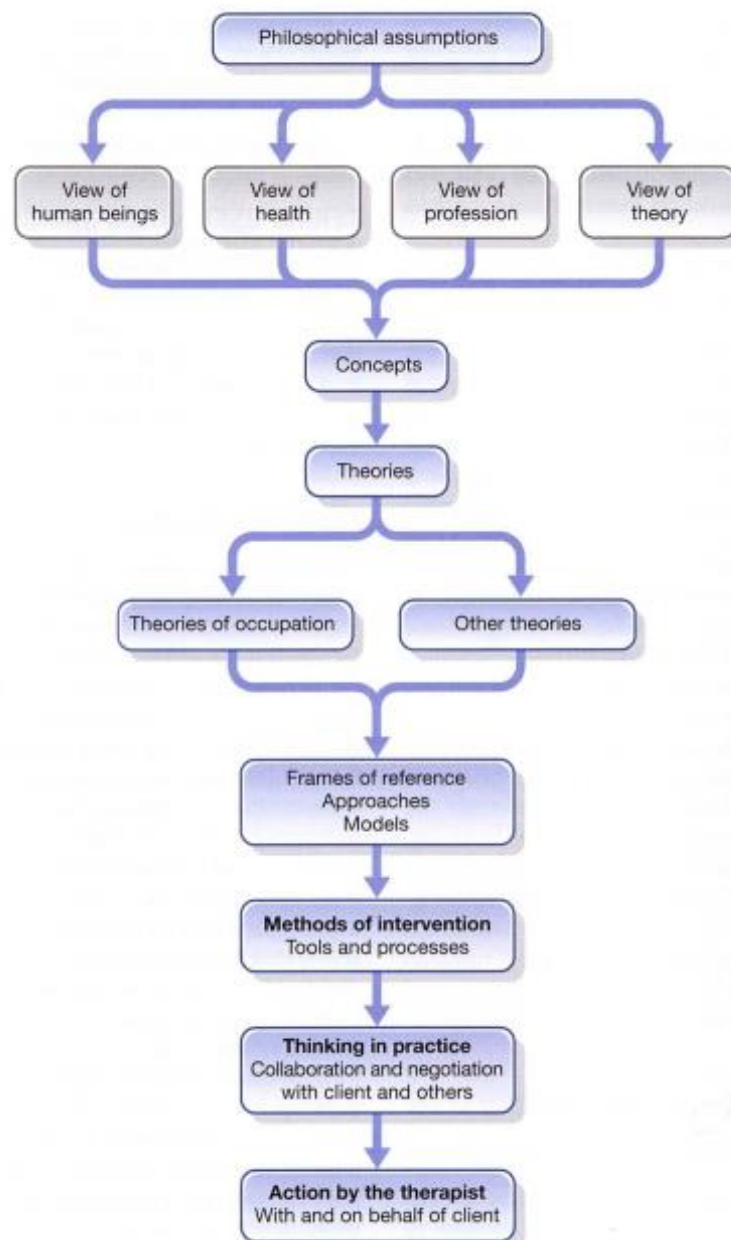 Philosophical assumptions
View of
human beings
View of
health
View of
profession
View of
theory
Concepts
Theories
Theories of occupation
Other theories
Frames of reference
Approaches
Models
Methods of intervention
Tools and processes
Thinking in practice
Collaboration and negotiation
with client and others
Action by the therapist
With and on behalf of client